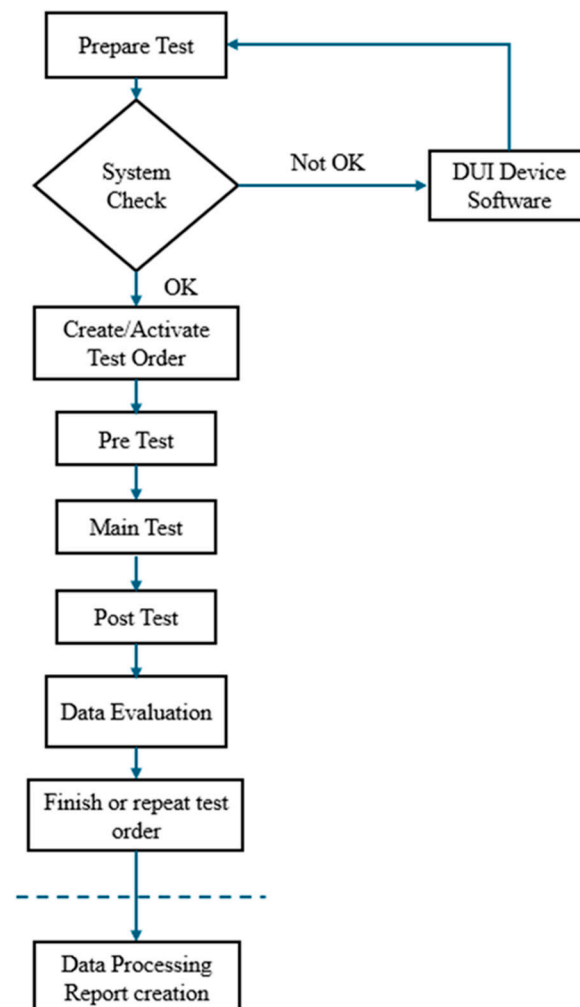 Prepare Test
System
Check
Not OK
DUI Device
Software
OK
Create/Activate
Test Order
Pre Test
Main Test
Post Test
Data Evaluation
Finish or repeat test
order
Data Processing
Report creation